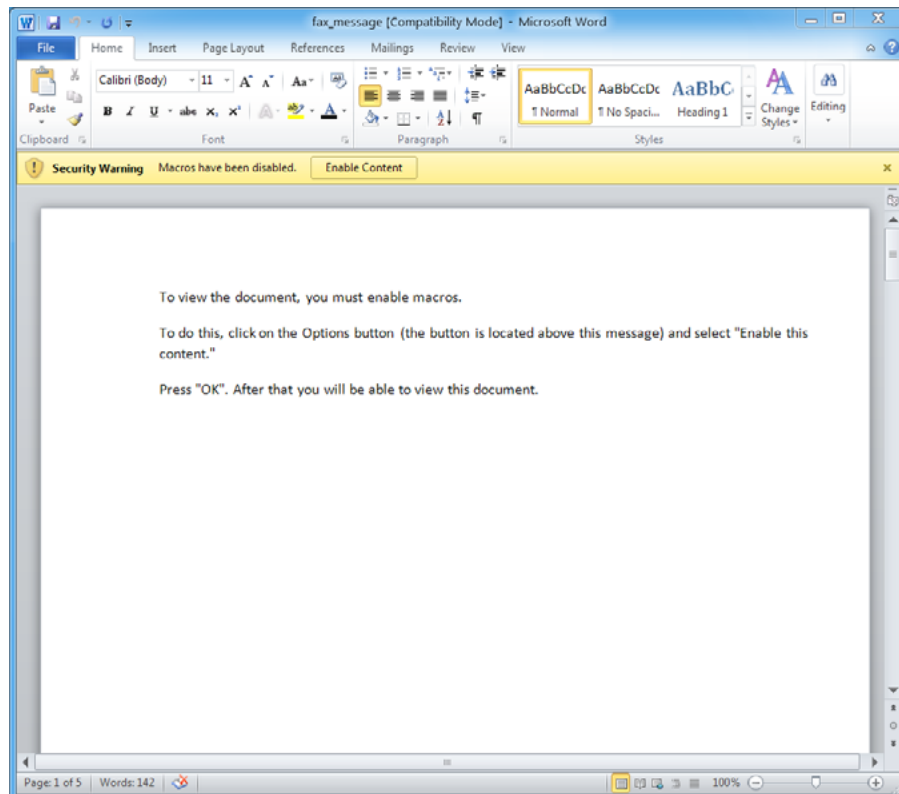 fax_message [Compatibility Mode] - Microsoft Word
File Home Insert Page Layout References Mailings Review View
Paste
Calibri (Body) 11 A A Aa
B I U abc x, x² A A
AaBbCcDc AaBbCcDc AaBbC
¶ Normal ¶ No Spaci... Heading 1
Change Styles
Editing
Clipboard Font Paragraph Styles
Security Warning Macros have been disabled. Enable Content
To view the document, you must enable macros.
To do this, click on the Options button (the button is located above this message) and select "Enable this
content."
Press "OK". After that you will be able to view this document.
Page: 1 of 5 Words: 142 100%